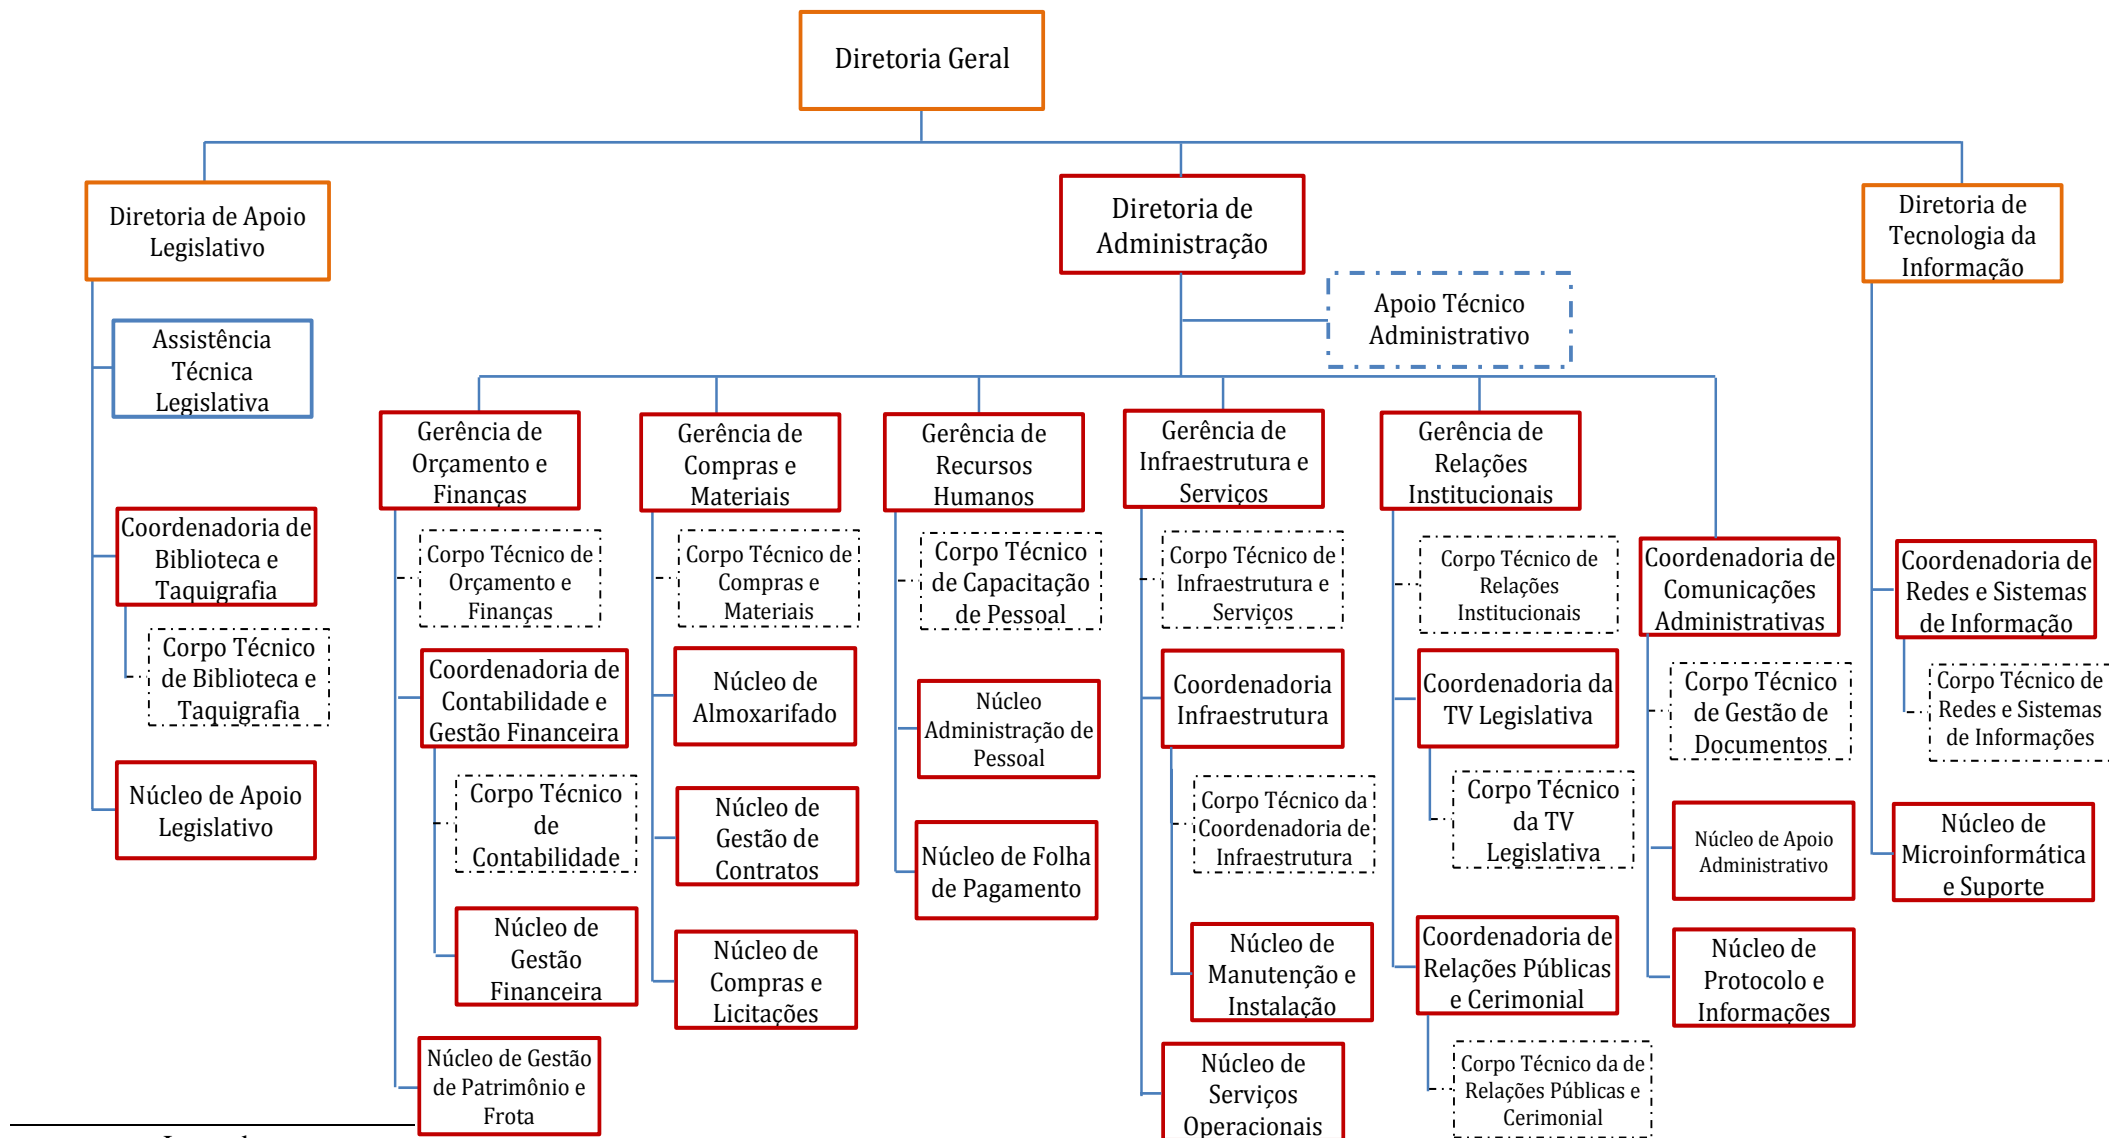 Diretoria Geral
Diretoria de Apoio
Legislativo
Diretoria de
Administração
Diretoria de
Tecnologia da
Informação
Apoio Técnico
Administrativo
Assistência
Técnica
Legislativa
Coordenadoria de
Biblioteca e
Taquigrafia
Corpo Técnico
de Biblioteca e
Taquigrafia
Núcleo de Apoio
Legislativo
Gerência de
Orçamento e
Finanças
Corpo Técnico de
Orçamento e
Finanças
Coordenadoria de
Contabilidade e
Gestão Financeira
Corpo Técnico
de
Contabilidade
Núcleo de
Gestão
Financeira
Núcleo de Gestão
de Patrimônio e
Frota
Gerência de
Compras e
Materiais
Corpo Técnico de
Compras e
Materiais
Núcleo de
Almoxarifado
Núcleo de
Gestão de
Contratos
Núcleo de
Compras e
Licitações
Gerência de
Recursos
Humanos
Corpo Técnico
de Capacitação
de Pessoal
Núcleo
Administração de
Pessoal
Núcleo de Folha
de Pagamento
Gerência de
Infraestrutura e
Serviços
Corpo Técnico de
Infraestrutura e
Serviços
Coordenadoria
Infraestrutura
Corpo Técnico da
Coordenadoria de
Infraestrutura
Núcleo de
Manutenção e
Instalação
Núcleo de
Serviços
Operacionais
Gerência de
Relações
Institucionais
Corpo Técnico de
Relações
Institucionais
Coordenadoria da
TV Legislativa
Corpo Técnico
da TV
Legislativa
Coordenadoria de
Relações Públicas
e Cerimonial
Corpo Técnico da de
Relações Públicas e
Cerimonial
Coordenadoria de
Comunicações
Administrativas
Corpo Técnico
de Gestão de
Documentos
Núcleo de Apoio
Administrativo
Núcleo de
Protocolo e
Informações
Coordenadoria de
Redes e Sistemas
de Informação
Corpo Técnico de
Redes e Sistemas
de Informações
Núcleo de
Microinformática
e Suporte